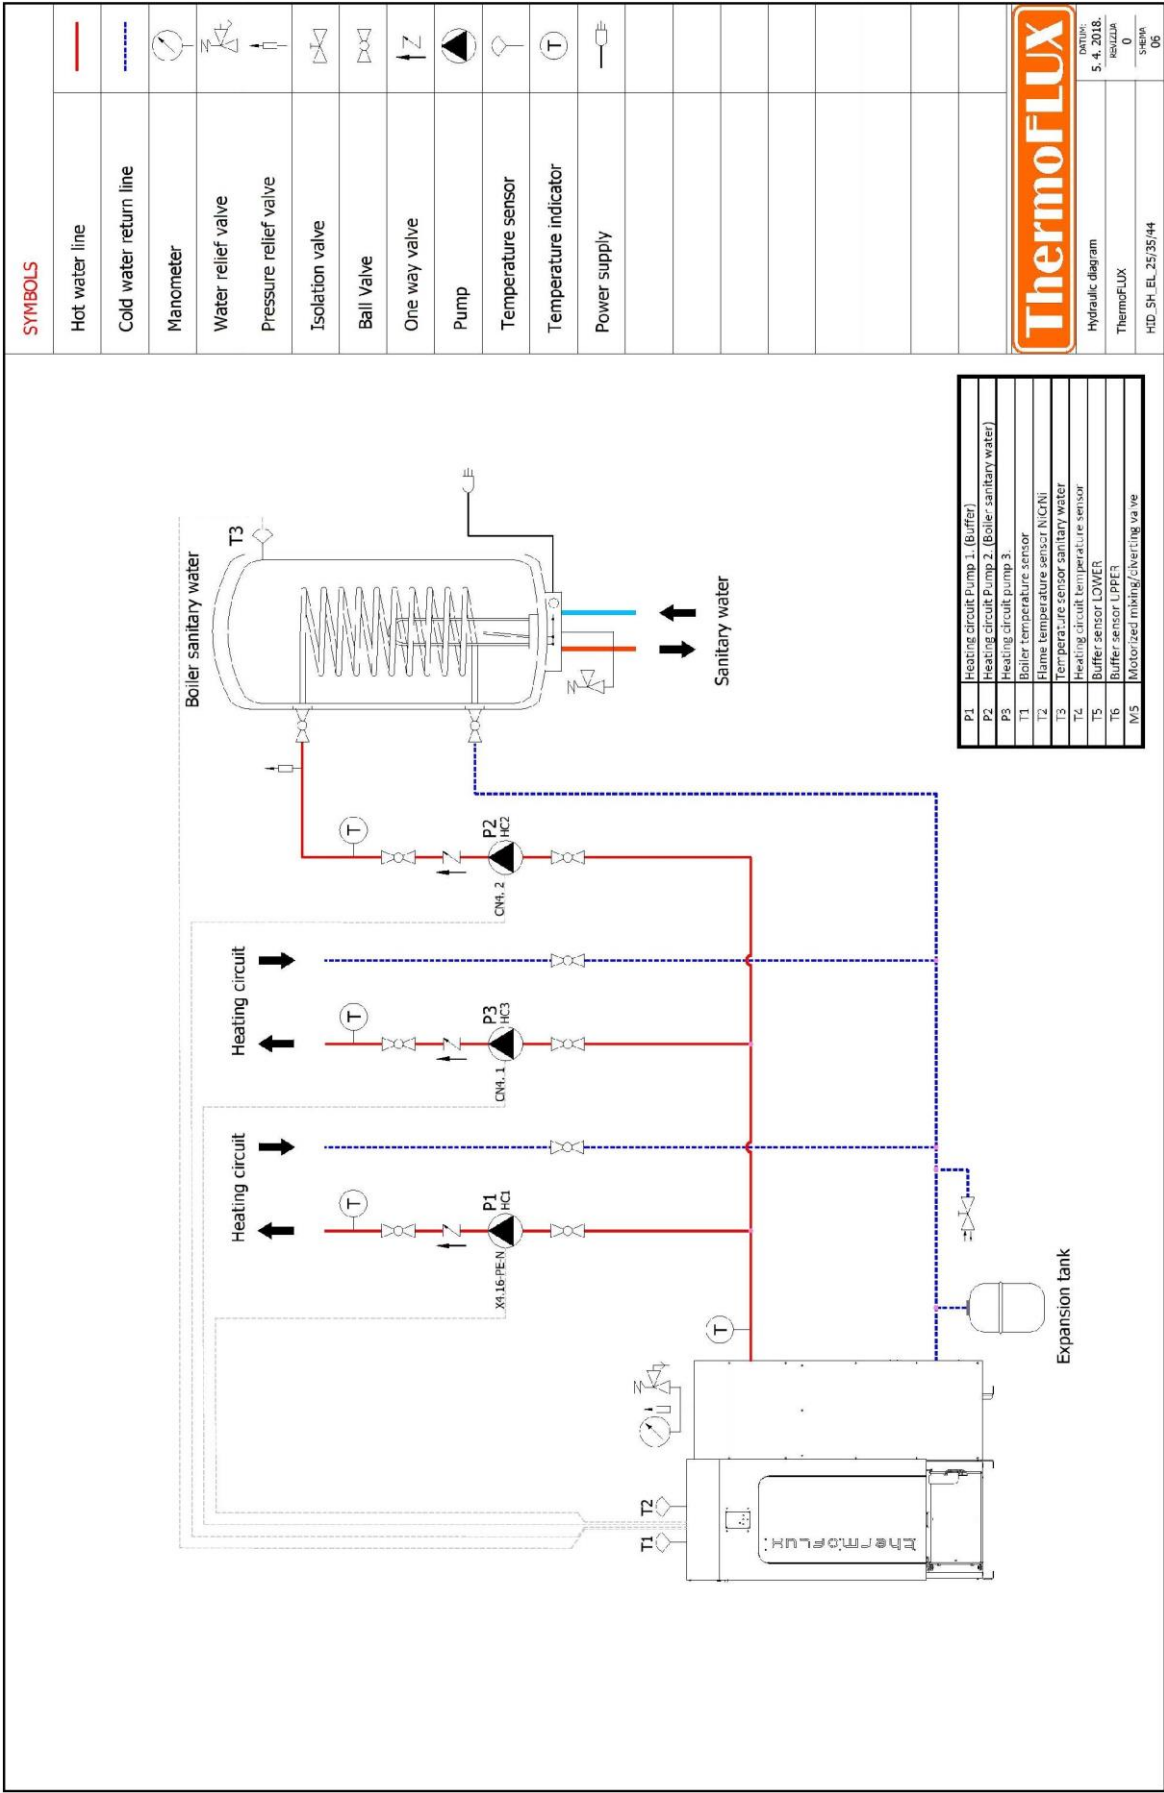 SYMBOLS
Hot water line
Cold water return line
Manometer
Water relief valve
Pressure relief valve
Isolation valve
Ball Valve
One way valve
Pump
Temperature sensor
Temperature indicator
T
Power supply
ThermoFLUX
DATUM:
5. 4. 2018.
REVIZIJA
0
SHEMA
06
Hydraulic diagram
ThermoFLUX
HID_SH_EL_25/35/44
Boiler sanitary water
T3
Sanitary water
Heating circuit
Heating circuit
T
T
T
T
P1
HC1
X4.16-PE-N
P3
HC3
CN4. 1
P2
HC2
CN4. 2
T1
T2
thermoFLUX
Expansion tank
P1 Heating circuit Pump 1. (Buffer)
P2 Heating circuit Pump 2. (Boiler sanitary water)
P3 Heating circuit pump 3.
T1 Boiler temperature sensor
T2 Flame temperature sensor NiCrNi
T3 Temperature sensor sanitary water
T4 Heating circuit temperature sensor
T5 Buffer sensor LOWER
T6 Buffer sensor UPPER
M5 Motorized mixing/diverting valve